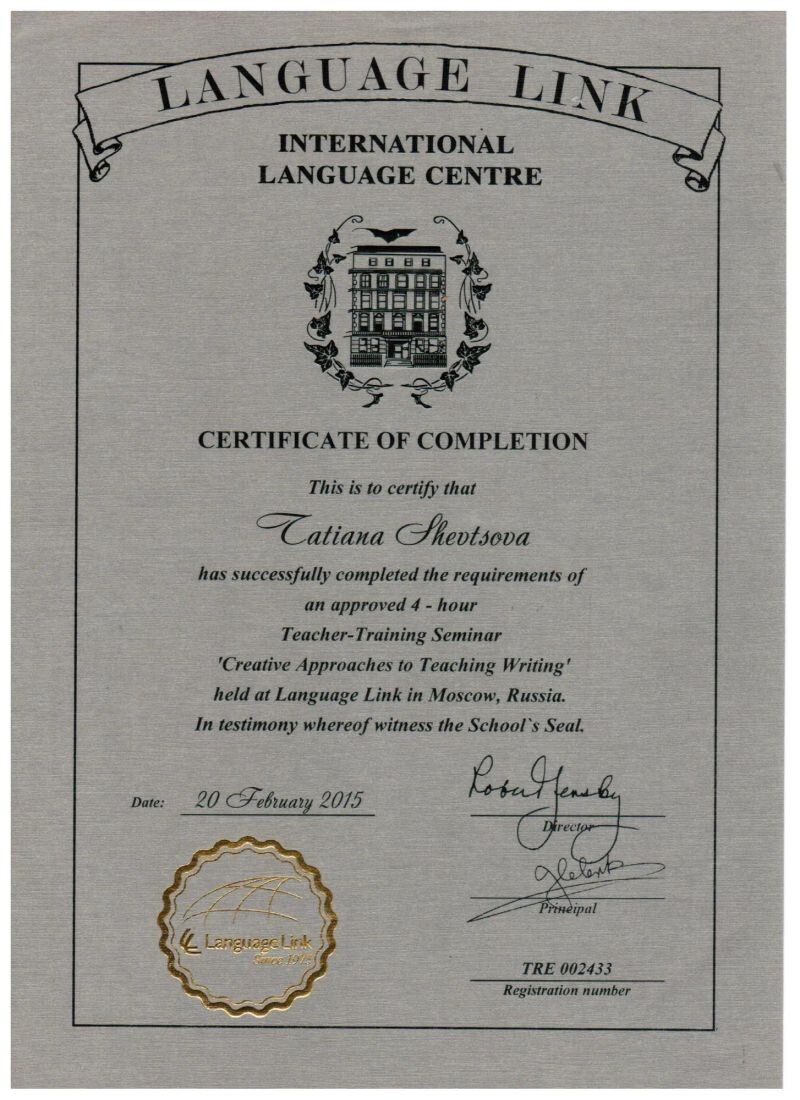 LANGUAGE LINK
INTERNATIONAL
LANGUAGE CENTRE
CERTIFICATE OF COMPLETION
This is to certify that
Tatiana Shevtsova
has successfully completed the requirements of
an approved 4 - hour
Teacher-Training Seminar
'Creative Approaches to Teaching Writing'
held at Language Link in Moscow, Russia.
In testimony whereof witness the School`s Seal.
Date: 20 February 2015
Director
Principal
LL Language Link
Since 1975
TRE 002433
Registration number